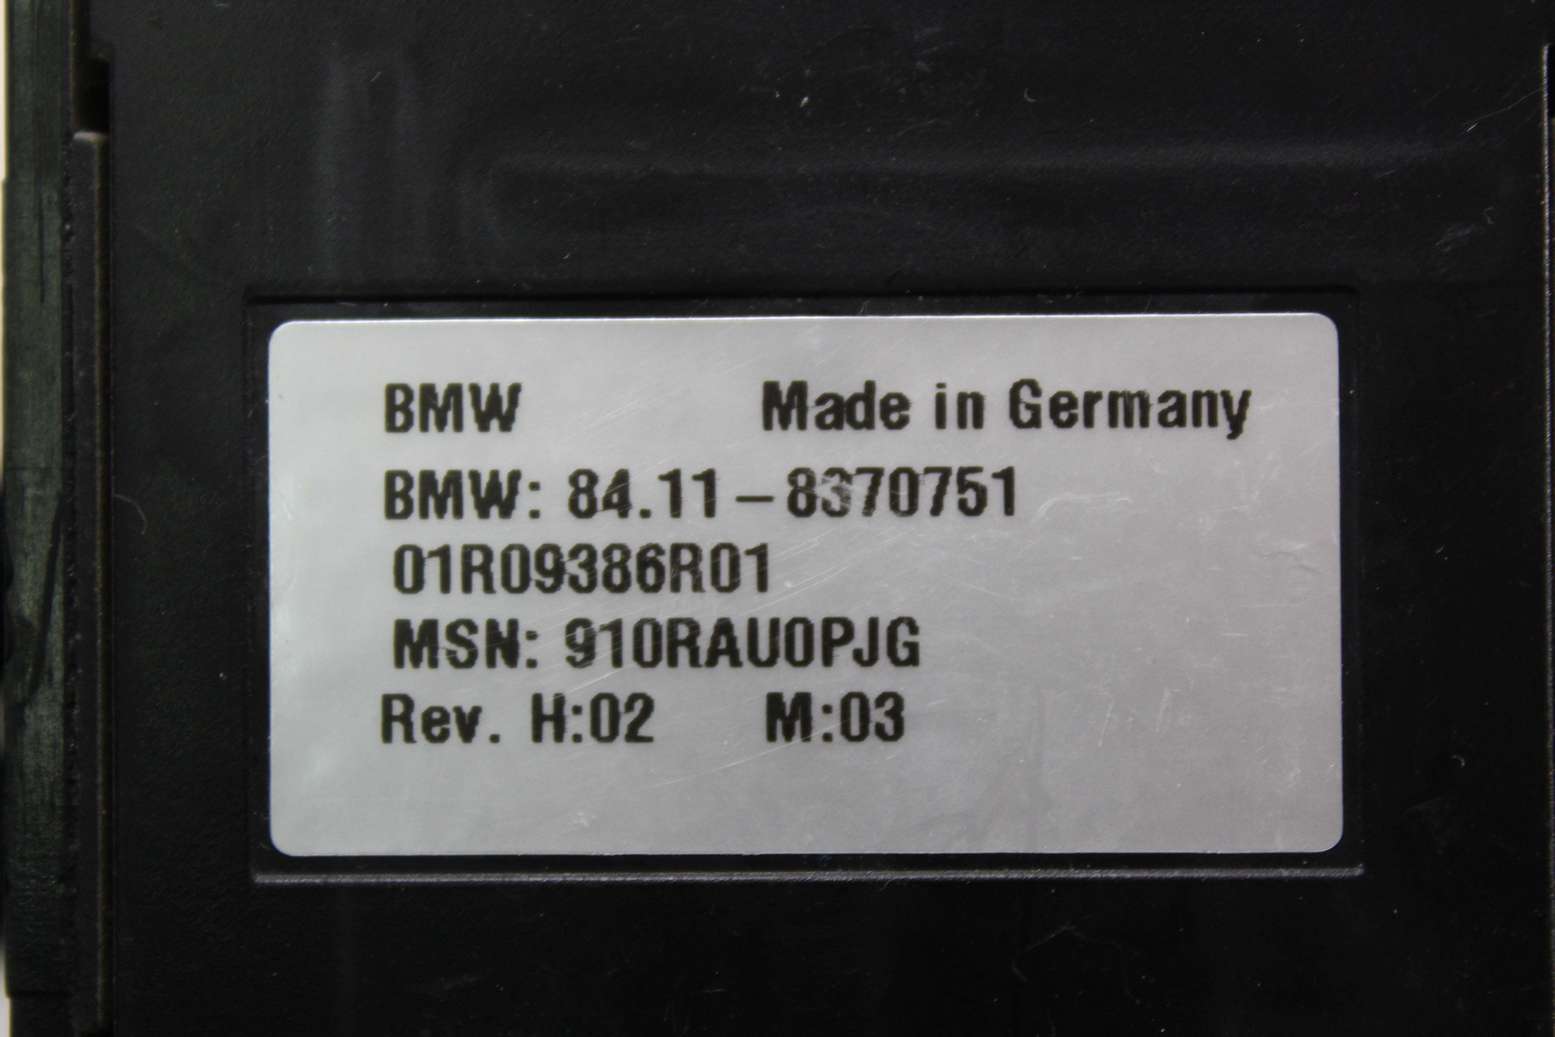 BMW Made in Germany
BMW: 84.11-8370751
01R09386R01
MSN: 910RAU0PJG
Rev. H:02 M:03